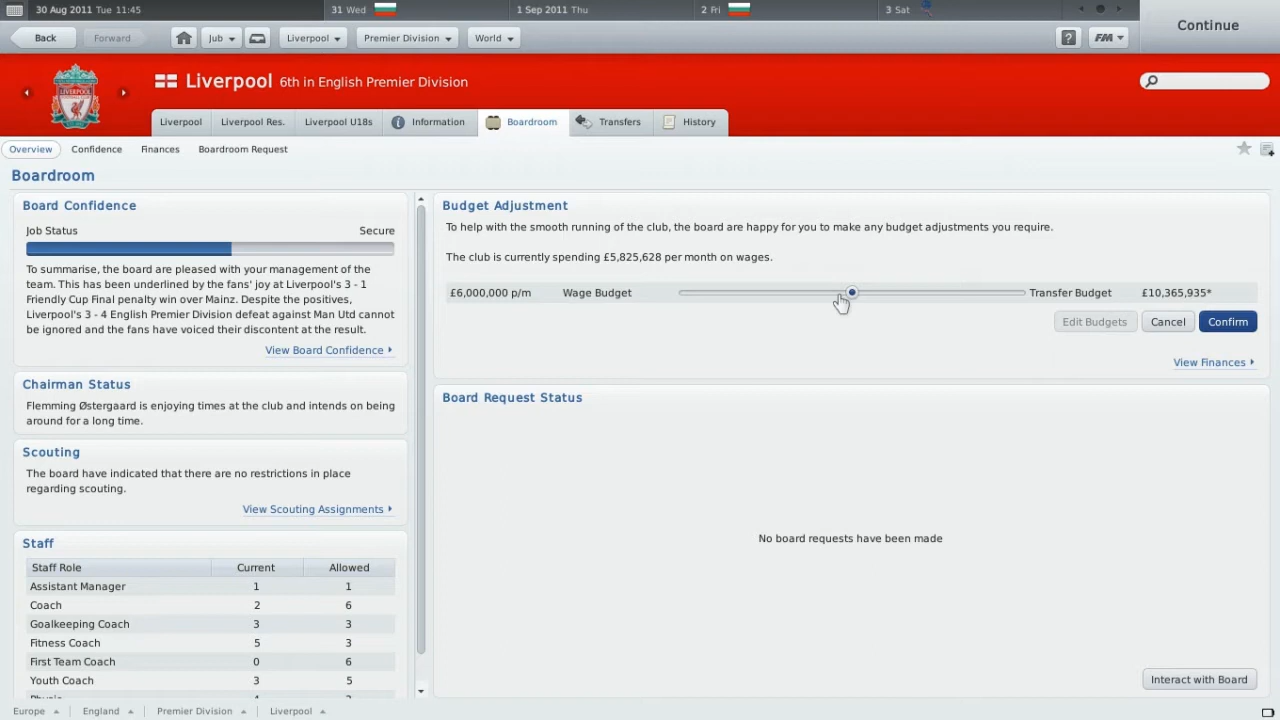 30 Aug 2011 Tue 11:45
31 Wed
1 Sep 2011 Thu
2 Fri
3 Sat
Continue
Back
Forward
Job
Liverpool
Premier Division
World
?
FM
Liverpool 6th in English Premier Division
Liverpool
Liverpool Res.
Liverpool U18s
Information
Boardroom
Transfers
History
Overview
Confidence
Finances
Boardroom Request
Boardroom
Board Confidence
Job Status
Secure
To summarise, the board are pleased with your management of the
team. This has been underlined by the fans' joy at Liverpool's 3 - 1
Friendly Cup Final penalty win over Mainz. Despite the positives,
Liverpool's 3 - 4 English Premier Division defeat against Man Utd cannot
be ignored and the fans have voiced their discontent at the result.
View Board Confidence
Chairman Status
Flemming Østergaard is enjoying times at the club and intends on being
around for a long time.
Scouting
The board have indicated that there are no restrictions in place
regarding scouting.
View Scouting Assignments
Staff
Staff Role Current Allowed
Assistant Manager 1 1
Coach 2 6
Goalkeeping Coach 3 3
Fitness Coach 5 3
First Team Coach 0 6
Youth Coach 3 5
Budget Adjustment
To help with the smooth running of the club, the board are happy for you to make any budget adjustments you require.
The club is currently spending £5,825,628 per month on wages.
£6,000,000 p/m Wage Budget Transfer Budget £10,365,935*
Edit Budgets
Cancel
Confirm
View Finances
Board Request Status
No board requests have been made
Interact with Board
Europe
England
Premier Division
Liverpool